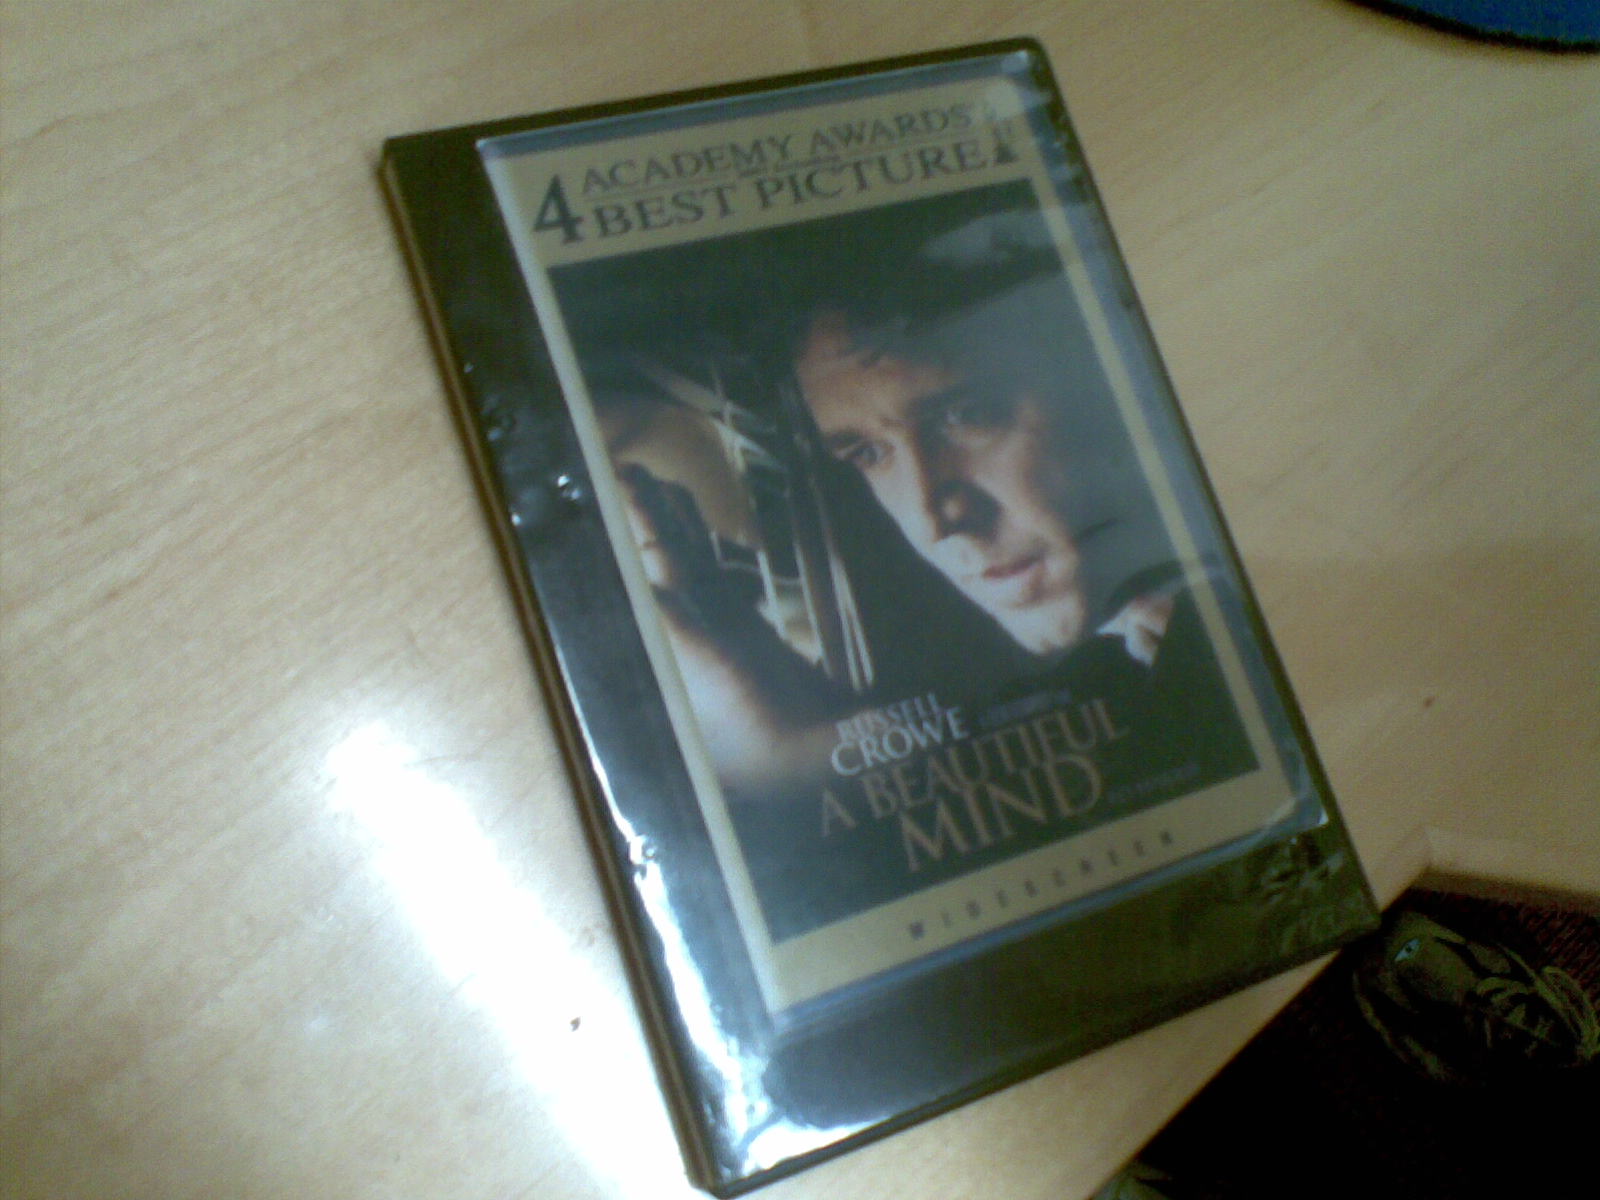 4 ACADEMY AWARDS
BEST PICTURE
RUSSELL
CROWE
A BEAUTIFUL
MIND
WIDESCREEN